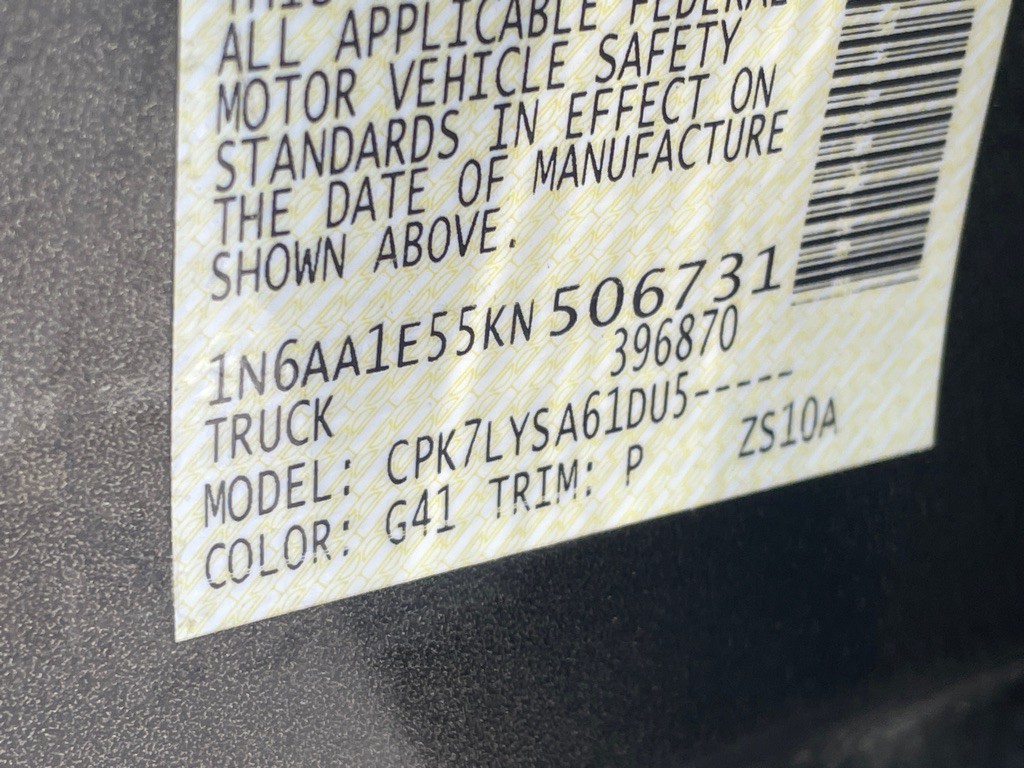 THIS
ALL APPLICABLE FEDERAL
MOTOR VEHICLE SAFETY
STANDARDS IN EFFECT ON
THE DATE OF MANUFACTURE
SHOWN ABOVE.
1N6AA1E55KN506731
396870
TRUCK
MODEL: CPK7LYSA61DU5-----
COLOR: G41 TRIM: P ZS10A